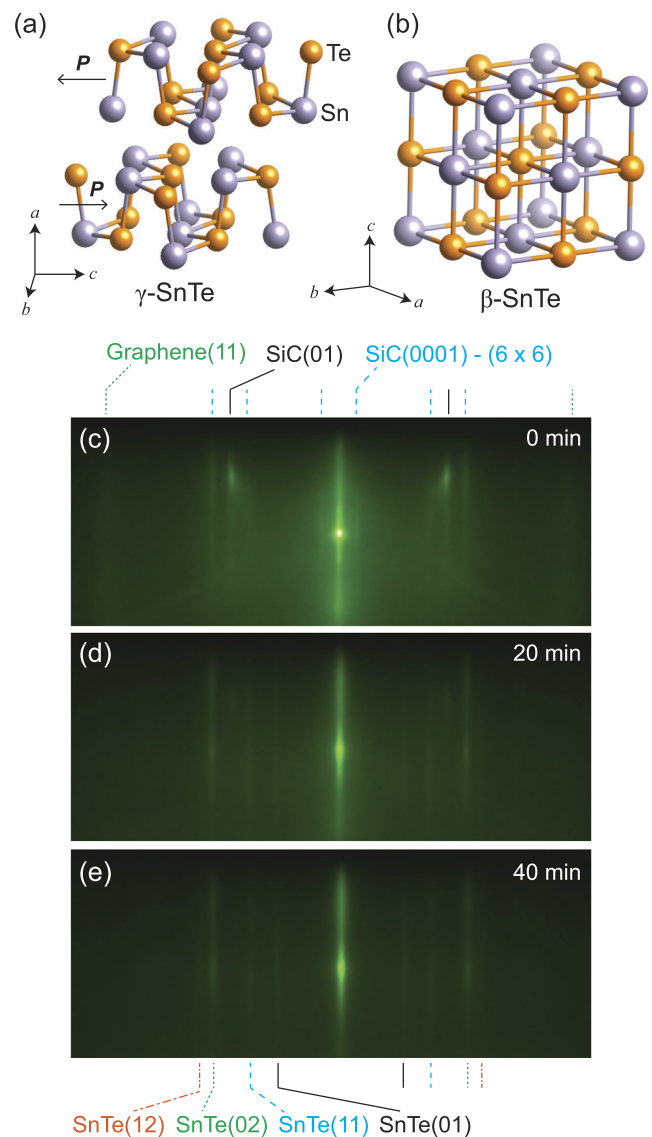 (a)
(b)
P
Te
Sn
P
a
c
b
γ-SnTe
c
b
a
β-SnTe
Graphene(11)
SiC(01)
SiC(0001) - (6 x 6)
(c)
0 min
(d)
20 min
(e)
40 min
SnTe(12)
SnTe(02)
SnTe(11)
SnTe(01)